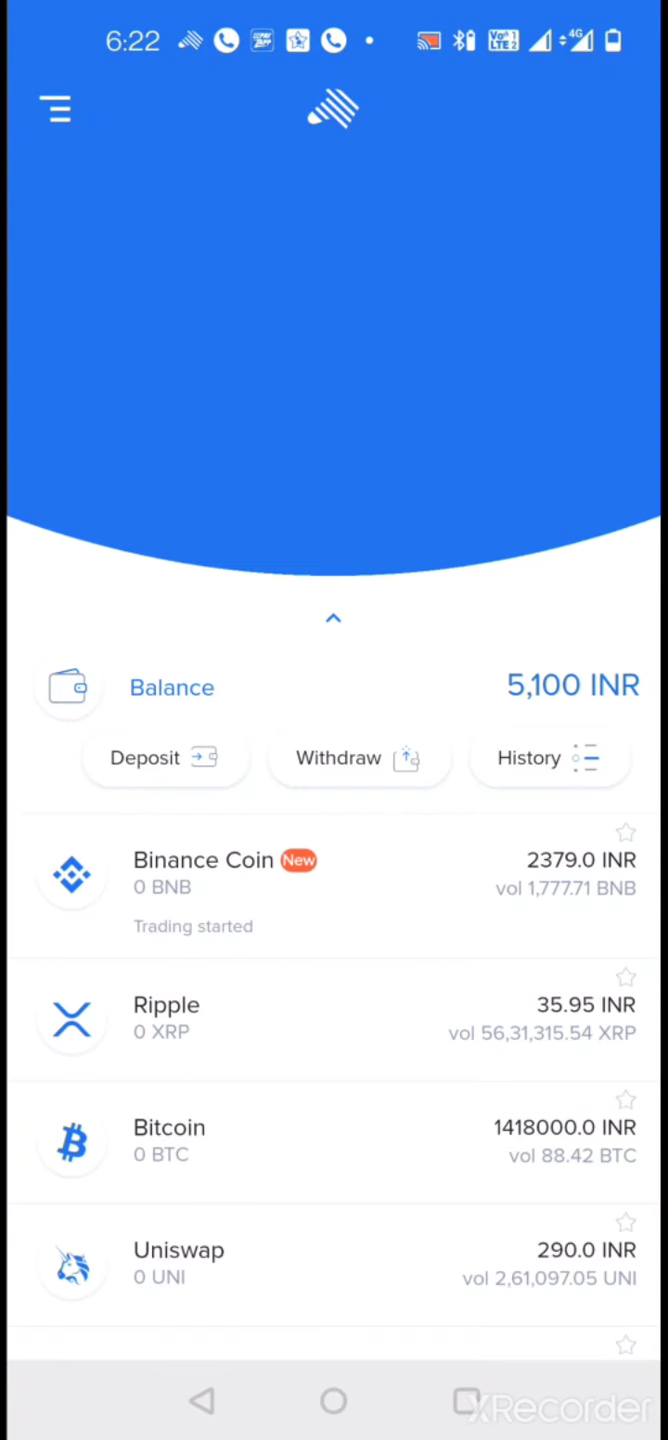 6:22
4G
Balance
5,100 INR
Deposit
Withdraw
History
Binance Coin New
2379.0 INR
0 BNB
vol 1,777.71 BNB
Trading started
Ripple
35.95 INR
0 XRP
vol 56,31,315.54 XRP
Bitcoin
1418000.0 INR
0 BTC
vol 88.42 BTC
Uniswap
290.0 INR
0 UNI
vol 2,61,097.05 UNI
XRecorder